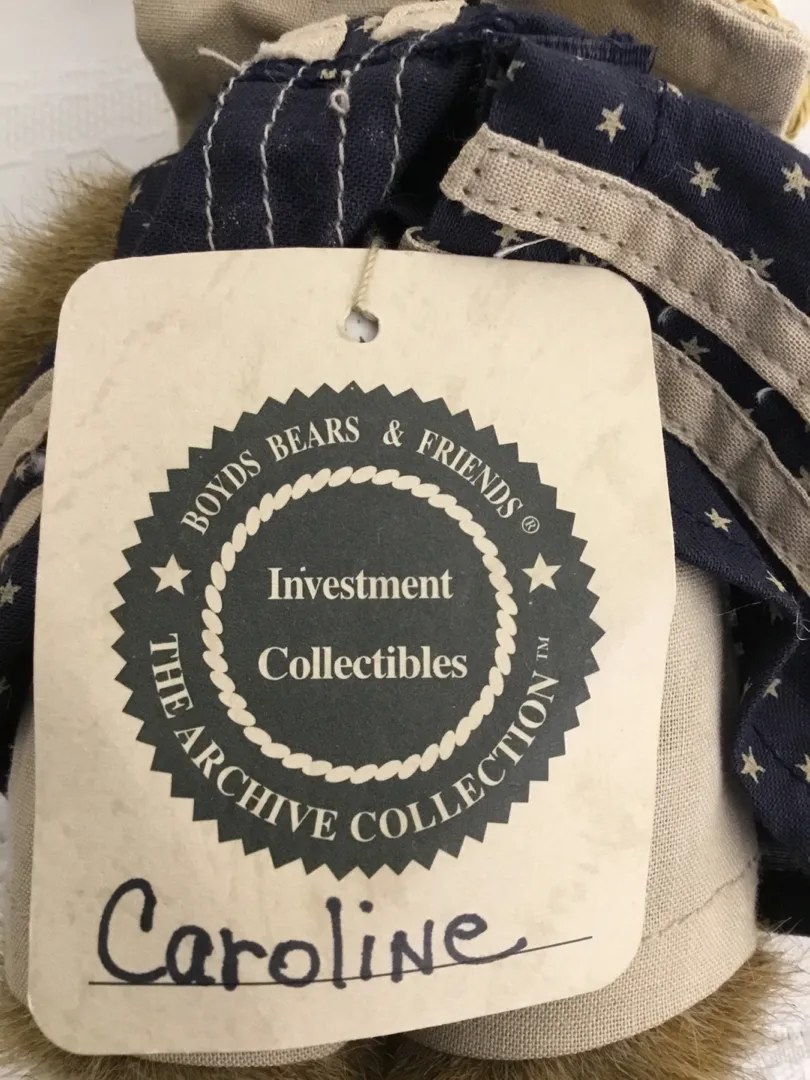 BOYDS BEARS & FRIENDS®
Investment
Collectibles
THE ARCHIVE COLLECTION™
Caroline